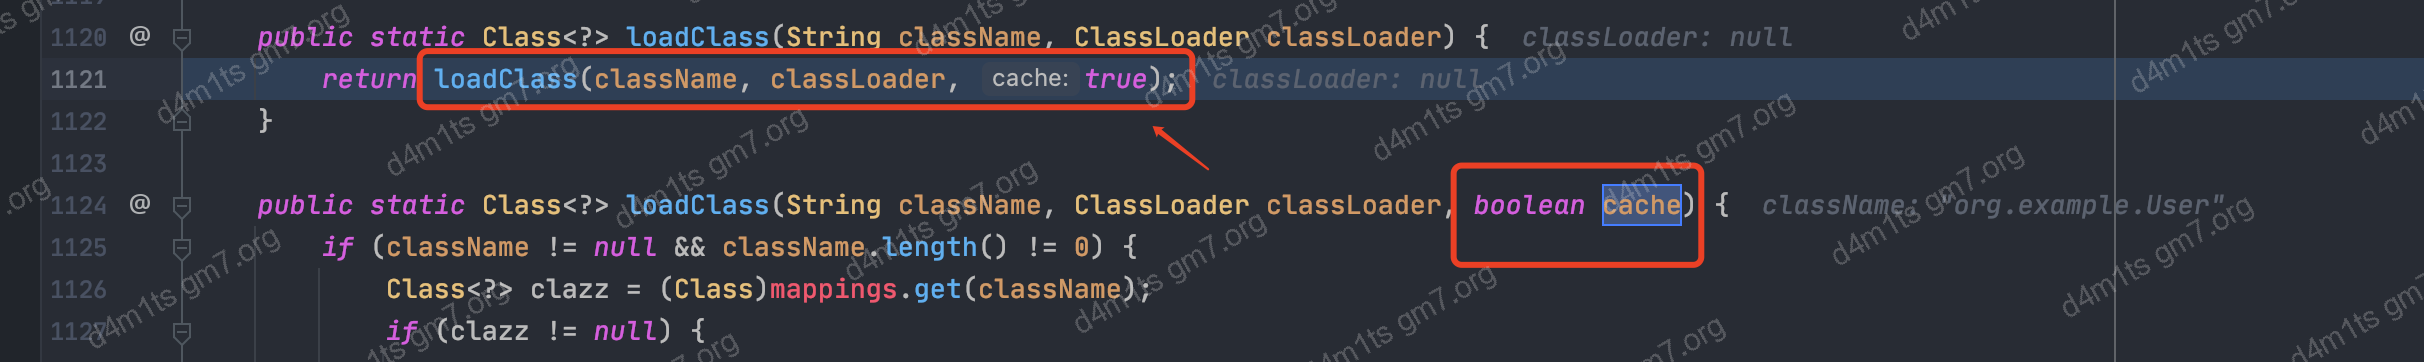 1120 @ public static Class<?> loadClass(String className, ClassLoader classLoader) { classLoader: null
1121 return loadClass(className, classLoader, cache: true); classLoader: null
1122 }
1123
1124 @ public static Class<?> loadClass(String className, ClassLoader classLoader, boolean cache) { className: "org.example.User"
1125 if (className != null && className.length() != 0) {
1126 Class<?> clazz = (Class)mappings.get(className);
1127 if (clazz != null) {
d4m1ts gm7.org